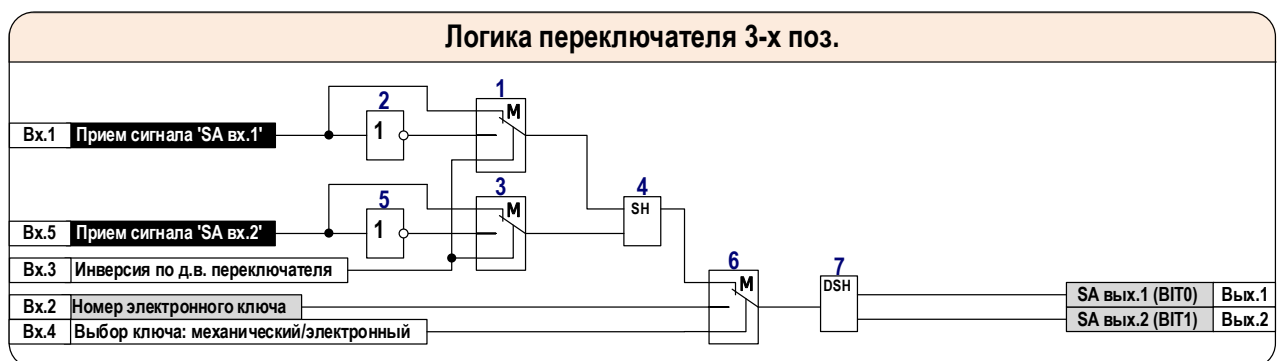 Логика переключателя 3-х поз.
1
2
M
Вх.1 Прием сигнала 'SA вх.1' 1
3
4
5
M
SH
Вх.5 Прием сигнала 'SA вх.2' 1
Вх.3 Инверсия по д.в. переключателя
6
7
M
DSH
Вх.2 Номер электронного ключа
Вх.4 Выбор ключа: механический/электронный
SA вых.1 (BIT0) Вых.1
SA вых.2 (BIT1) Вых.2